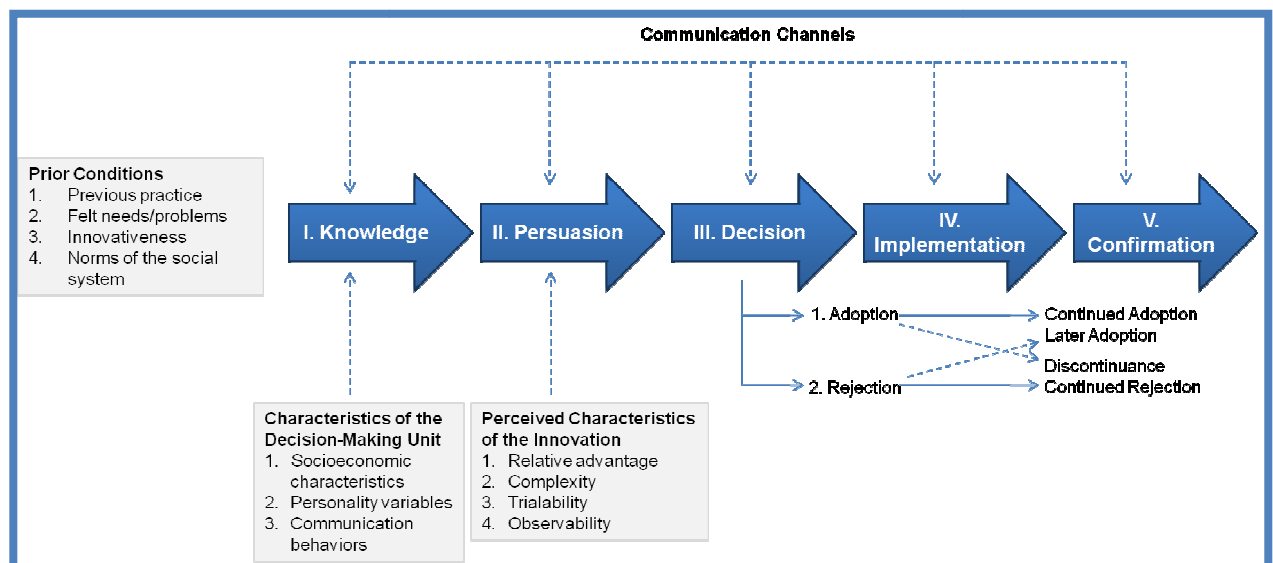 Communication Channels
Prior Conditions
1. Previous practice
2. Felt needs/problems
3. Innovativeness
4. Norms of the social
system
I. Knowledge
II. Persuasion
III. Decision
IV.
Implementation
V.
Confirmation
1. Adoption
2. Rejection
Continued Adoption
Later Adoption
Discontinuance
Continued Rejection
Characteristics of the
Decision-Making Unit
1. Socioeconomic
characteristics
2. Personality variables
3. Communication
behaviors
Perceived Characteristics
of the Innovation
1. Relative advantage
2. Complexity
3. Trialability
4. Observability